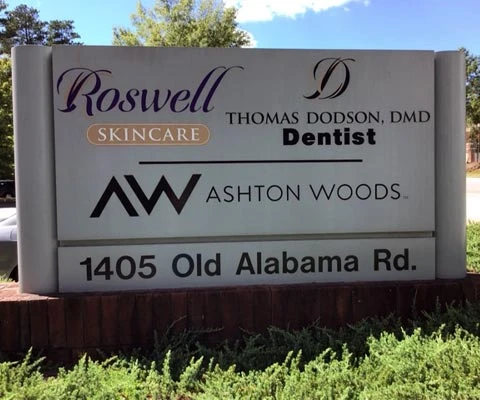 Roswell
SKINCARE
D
THOMAS DODSON, DMD
Dentist
AW ASHTON WOODS
1405 Old Alabama Rd.